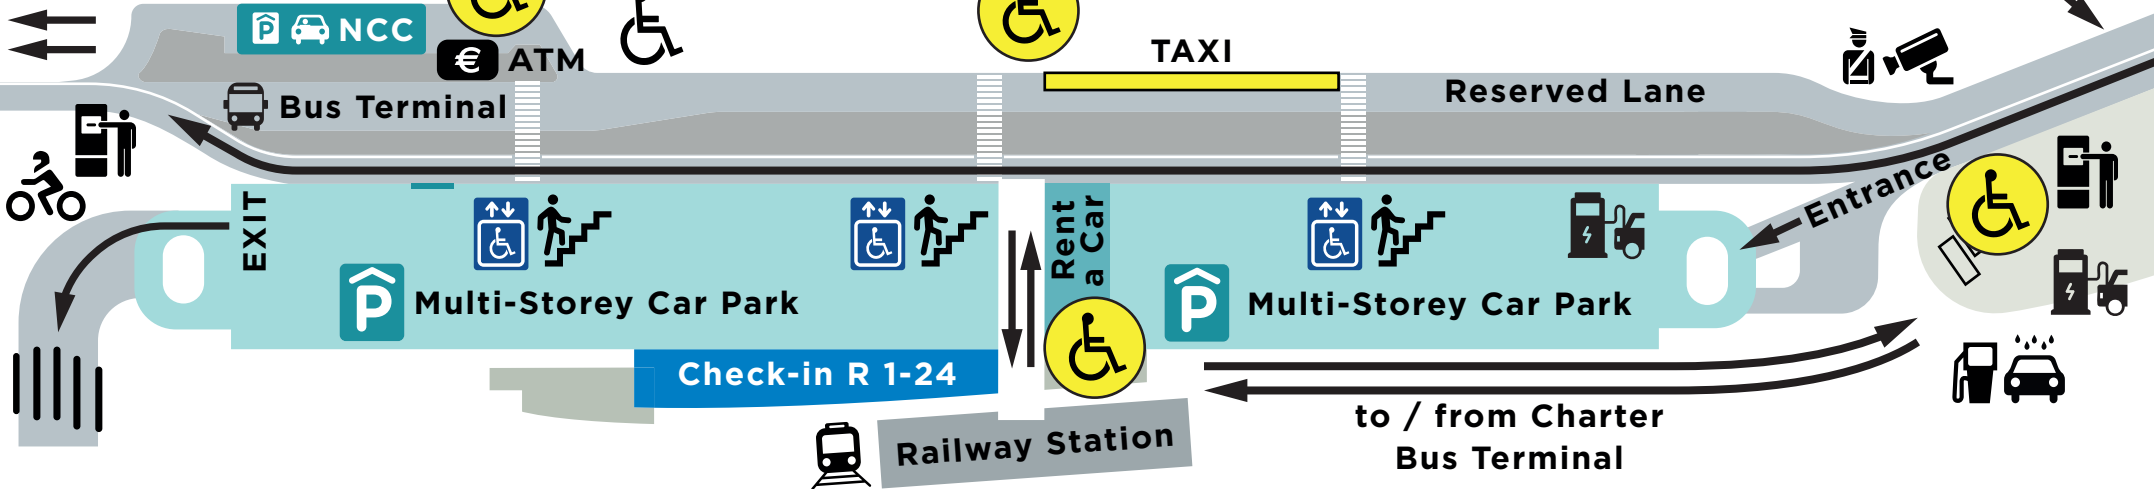 P NCC
€ ATM
TAXI
Bus Terminal
Reserved Lane
Entrance
EXIT
Rent
a Car
P Multi-Storey Car Park
P Multi-Storey Car Park
Check-in R 1-24
Railway Station
to / from Charter
Bus Terminal